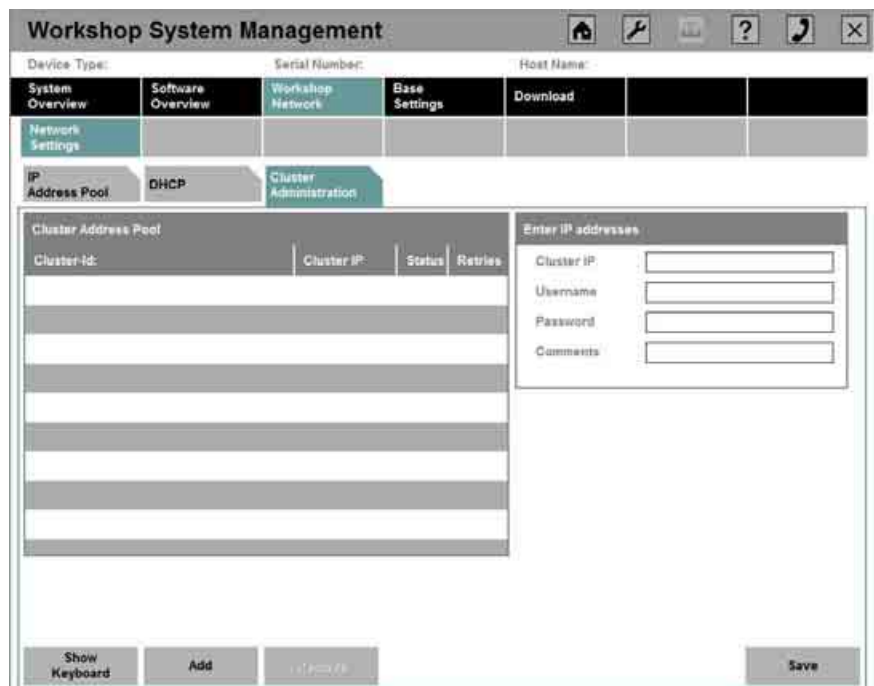 Workshop System Management
?
Device Type: Serial Number: Host Name:
System Overview
Software Overview
Workshop Network
Base Settings
Download
Network Settings
IP Address Pool
DHCP
Cluster Administration
Cluster Address Pool
Cluster-Id: Cluster IP Status Retries
Enter IP addresses
Cluster IP
Username
Password
Comments
Show Keyboard
Add
Save